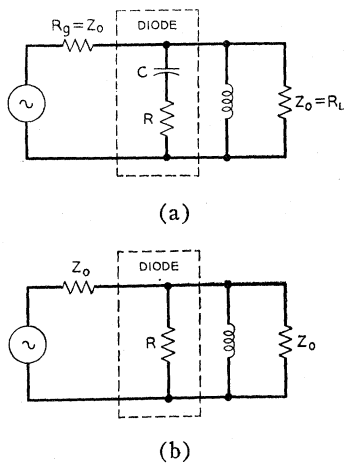 Rg=Zo DIODE
C
R
Zo=RL
(a)
Zo DIODE
R
Zo
(b)